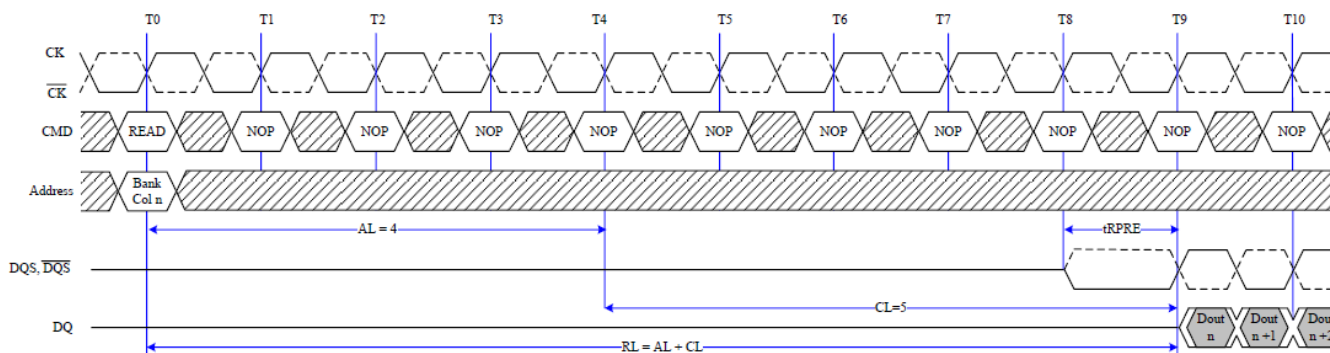 T0 T1 T2 T3 T4 T5 T6 T7 T8 T9 T10
CK
CK
CMD READ NOP NOP NOP NOP NOP NOP NOP NOP NOP NOP
Address Bank
Col n
AL = 4 tRPRE
DQS, DQS
CL=5
DQ Dout Dout Dout
n n +1 n +2
RL = AL + CL